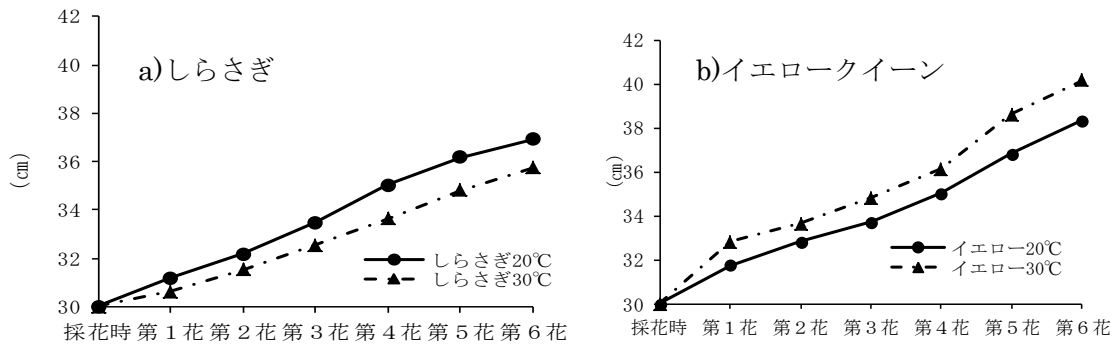 42
40
38
36
34
32
30
(㎝)
a)しらさぎ
しらさぎ20℃
しらさぎ30℃
採花時 第１花 第２花 第３花 第４花 第５花 第６花
42
40
38
36
34
32
30
(㎝)
b)イエロークイーン
イエロー20℃
イエロー30℃
採花時 第１花 第２花 第３花 第４花 第５花 第６花